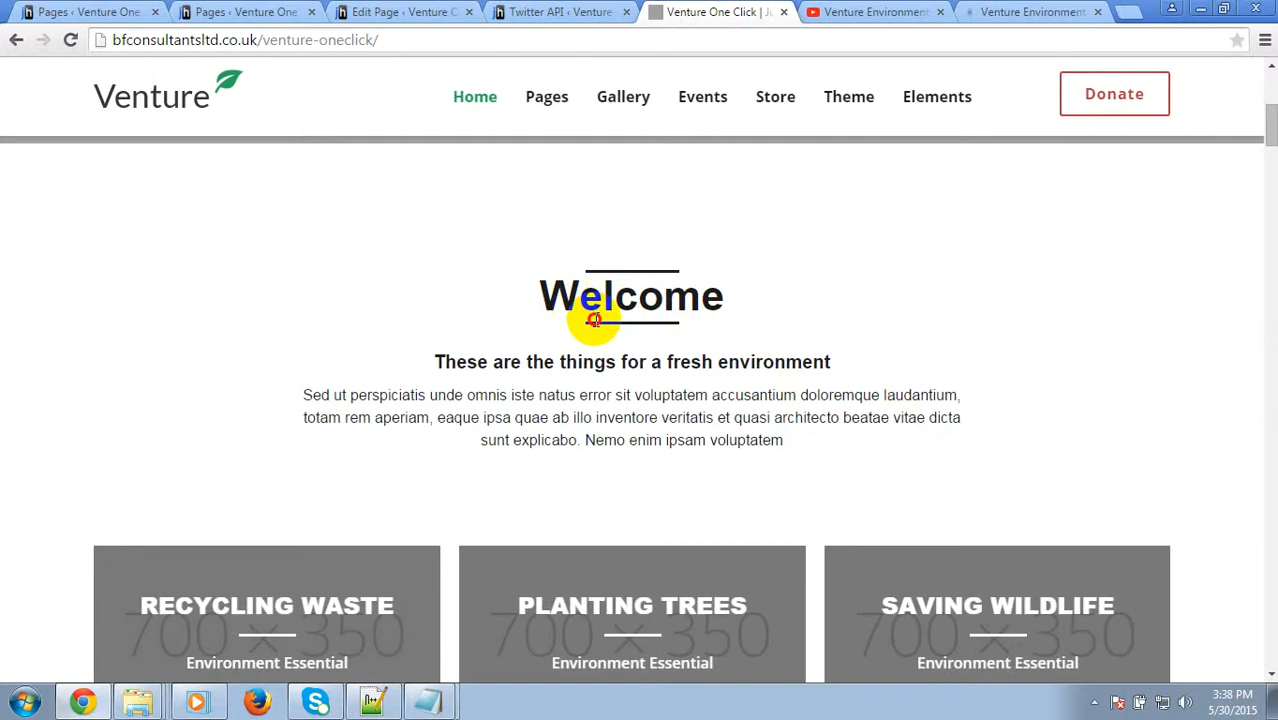 Pages ‹ Venture One
Pages ‹ Venture One
Edit Page ‹ Venture C
Twitter API ‹ Venture
Venture One Click | Ju
Venture Environment
Venture Environment
bfconsultantsltd.co.uk/venture-oneclick/
Venture
Home
Pages
Gallery
Events
Store
Theme
Elements
Donate
Welcome
These are the things for a fresh environment
Sed ut perspiciatis unde omnis iste natus error sit voluptatem accusantium doloremque laudantium,
totam rem aperiam, eaque ipsa quae ab illo inventore veritatis et quasi architecto beatae vitae dicta
sunt explicabo. Nemo enim ipsam voluptatem
RECYCLING WASTE
700×350
Environment Essential
PLANTING TREES
700×350
Environment Essential
SAVING WILDLIFE
700×350
Environment Essential
3:38 PM
5/30/2015